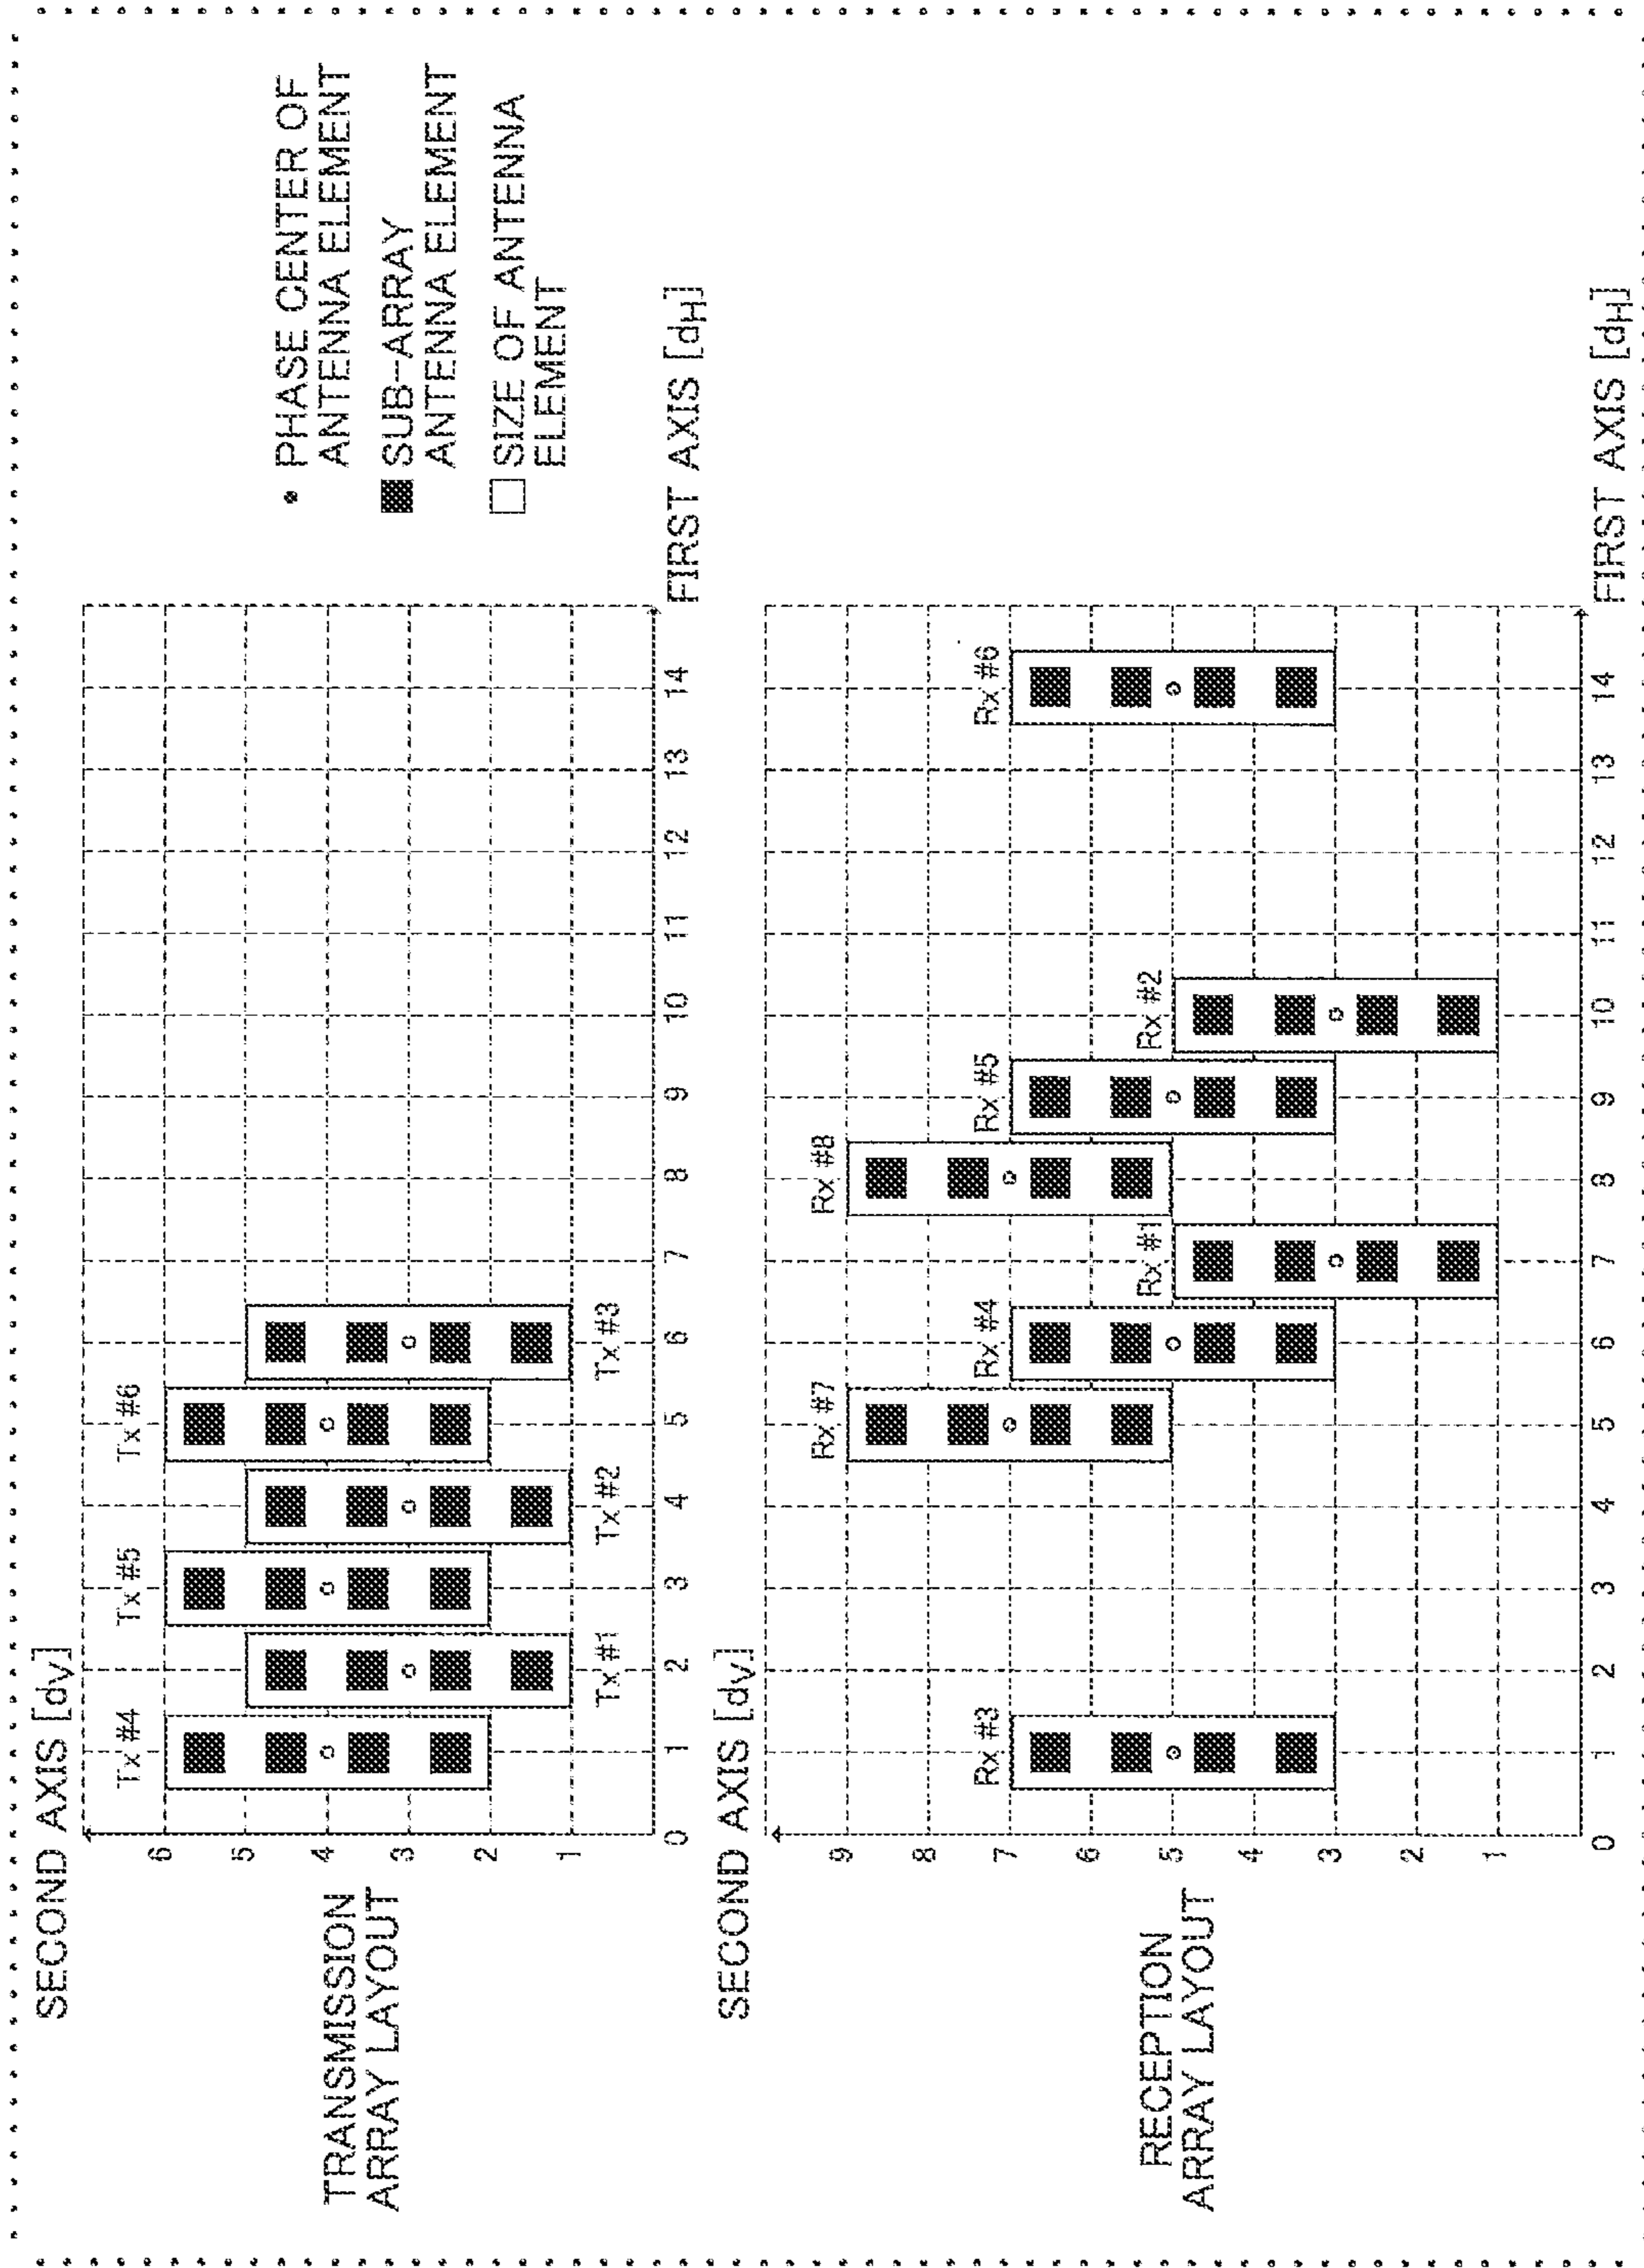 SECOND AXIS [dV]
TRANSMISSION
ARRAY LAYOUT
Tx #4
Tx #5
Tx #6
6
5
4
3
2
1
Tx #1
Tx #2
Tx #3
0 1 2 3 4 5 6 7 8 9 10 11 12 13 14
FIRST AXIS [dH]
• PHASE CENTER OF
ANTENNA ELEMENT
SUB-ARRAY
ANTENNA ELEMENT
SIZE OF ANTENNA
ELEMENT
SECOND AXIS [dV]
RECEPTION
ARRAY LAYOUT
9
8
7
6
5
4
3
2
1
Rx #7
Rx #8
Rx #3
Rx #4
Rx #5
Rx #6
Rx #1
Rx #2
0 1 2 3 4 5 6 7 8 9 10 11 12 13 14
FIRST AXIS [dH]